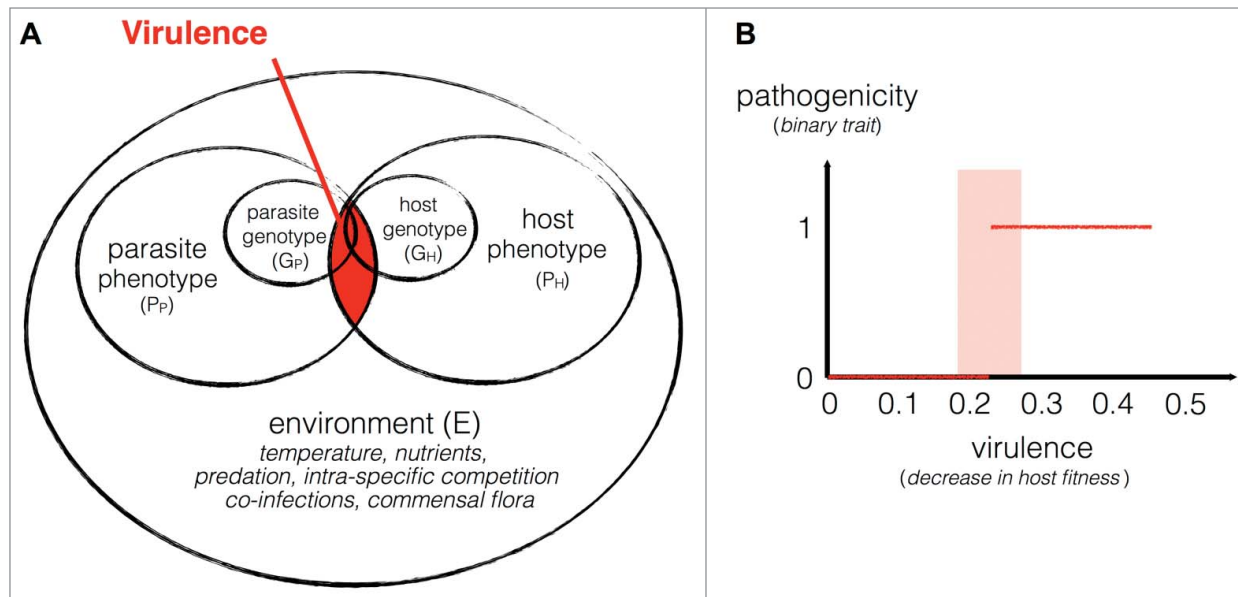 A
Virulence
parasite
genotype
(GP)
host
genotype
(GH)
parasite
phenotype
(PP)
host
phenotype
(PH)
environment (E)
temperature, nutrients,
predation, intra-specific competition
co-infections, commensal flora
B
pathogenicity
(binary trait)
1
0
0 0.1 0.2 0.3 0.4 0.5
virulence
(decrease in host fitness)